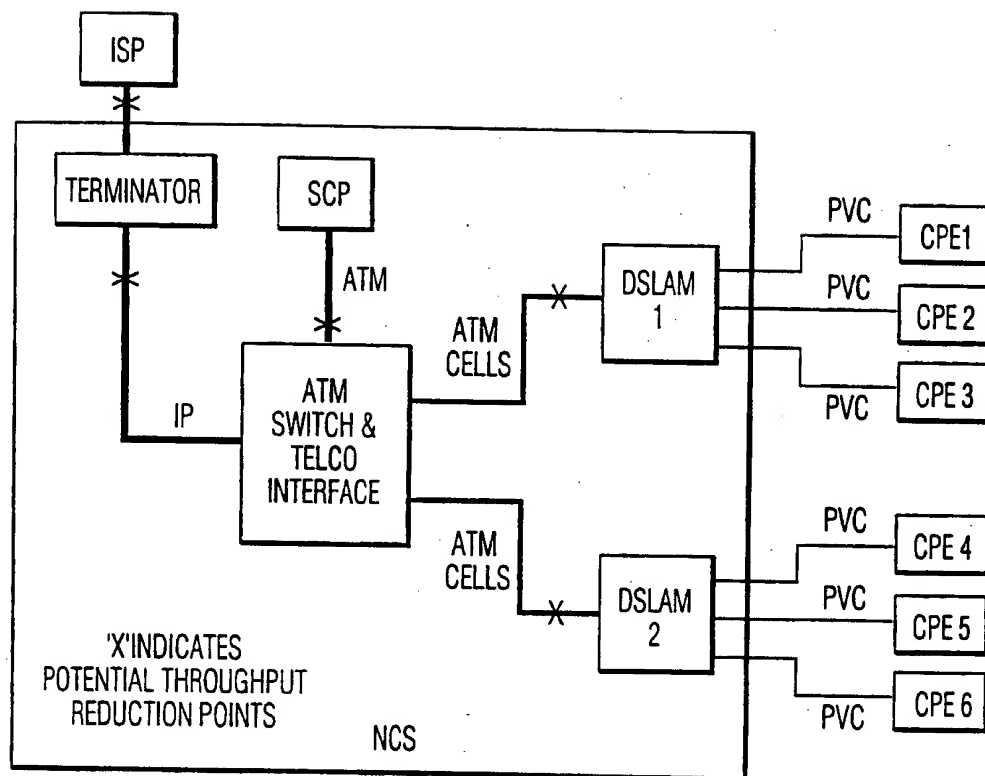 ISP
TERMINATOR
SCP
ATM
IP
ATM
SWITCH &
TELCO
INTERFACE
ATM
CELLS
ATM
CELLS
DSLAM
1
DSLAM
2
PVC
CPE1
PVC
CPE 2
PVC
CPE 3
PVC
CPE 4
PVC
CPE 5
PVC
CPE 6
'X'INDICATES
POTENTIAL THROUGHPUT
REDUCTION POINTS
NCS